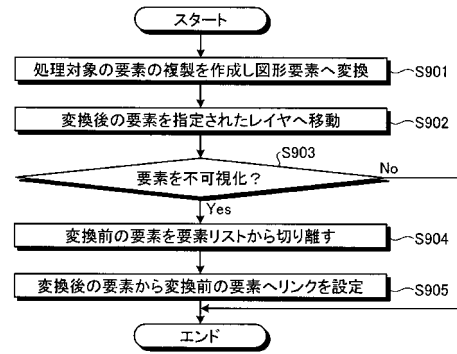 スタート
処理対象の要素の複製を作成し図形要素へ変換
S901
変換後の要素を指定されたレイヤへ移動
S902
S903
要素を不可視化？
No
Yes
変換前の要素を要素リストから切り離す
S904
変換後の要素から変換前の要素へリンクを設定
S905
エンド